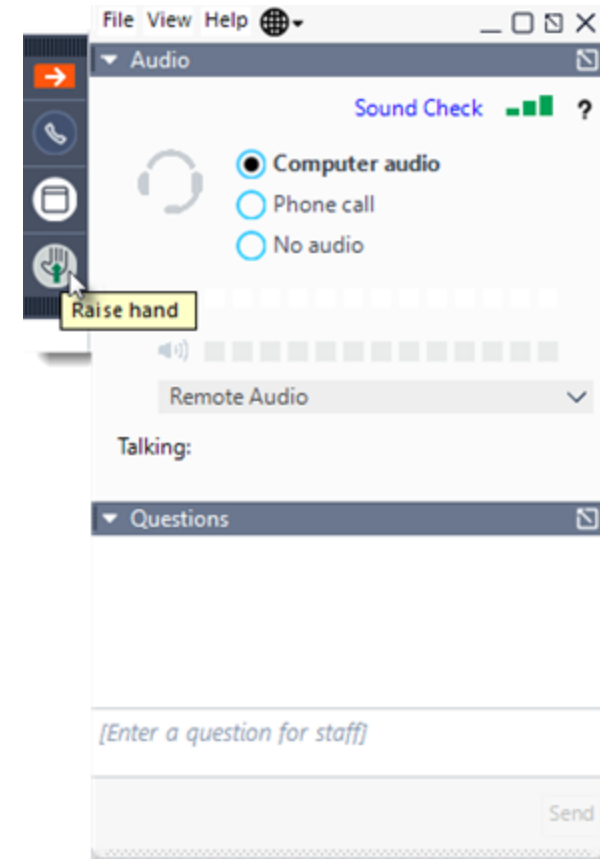 File View Help
Audio
Sound Check ?
Computer audio
Phone call
No audio
Raise hand
Remote Audio
Talking:
Questions
[Enter a question for staff]
Send